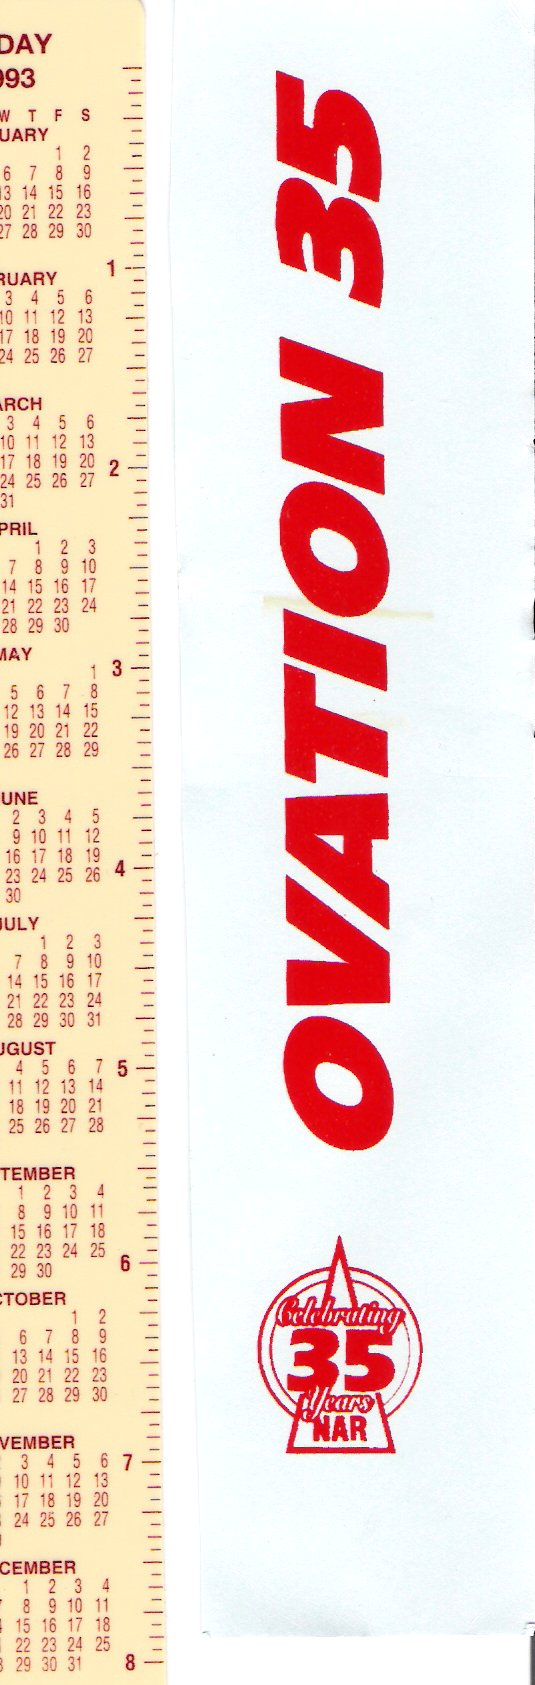 DAY
993
W T F S
UARY
1 2
6 7 8 9
13 14 15 16
20 21 22 23
27 28 29 30
1
RUARY
3 4 5 6
10 11 12 13
17 18 19 20
24 25 26 27
ARCH
3 4 5 6
10 11 12 13
17 18 19 20
2
24 25 26 27
31
PRIL
1 2 3
7 8 9 10
14 15 16 17
21 22 23 24
28 29 30
MAY
1
3
5 6 7 8
12 13 14 15
19 20 21 22
26 27 28 29
UNE
2 3 4 5
9 10 11 12
16 17 18 19
23 24 25 26
4
30
JULY
1 2 3
7 8 9 10
14 15 16 17
21 22 23 24
28 29 30 31
UGUST
4 5 6 7
5
11 12 13 14
18 19 20 21
25 26 27 28
TEMBER
1 2 3 4
8 9 10 11
15 16 17 18
22 23 24 25
6
29 30
CTOBER
1 2
6 7 8 9
13 14 15 16
20 21 22 23
27 28 29 30
VEMBER
3 4 5 6
7
10 11 12 13
17 18 19 20
24 25 26 27
CEMBER
1 2 3 4
8 9 10 11
15 16 17 18
22 23 24 25
29 30 31
8
OVATION 35
Celebrating
35
Years
NAR